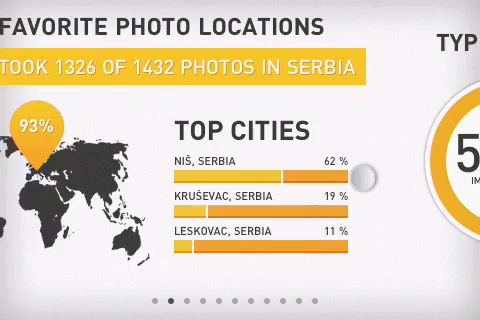 FAVORITE PHOTO LOCATIONS
TOOK 1326 OF 1432 PHOTOS IN SERBIA
93%
TOP CITIES
NIŠ, SERBIA 62 %
KRUŠEVAC, SERBIA 19 %
LESKOVAC, SERBIA 11 %
TYP
5
IM